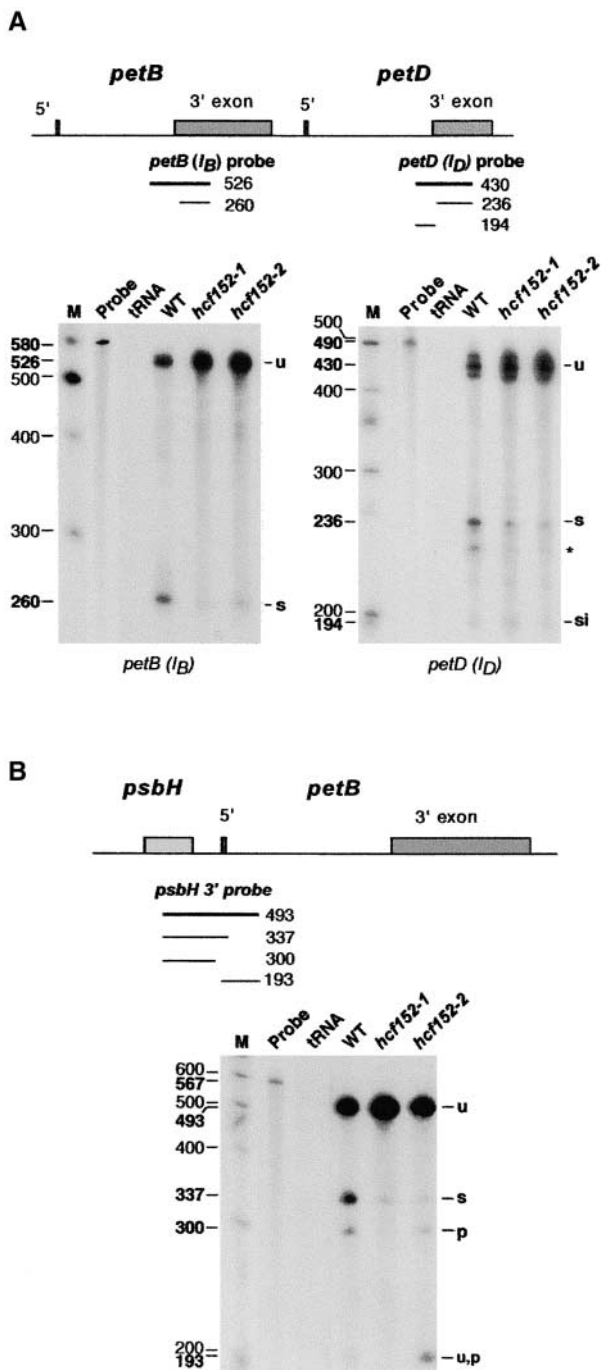 A
petB petD
5' 3' exon 5' 3' exon
petB (IB) probe petD (ID) probe
526 430
260 236
194
M Probe tRNA WT hcf152-1 hcf152-2
580
526
500
400
300
260
u
s
petB (IB)
M Probe tRNA WT hcf152-1 hcf152-2
500
490
430
400
300
236
200
194
u
s
*
si
petD (ID)
B
psbH petB
5' 3' exon
psbH 3' probe
493
337
300
193
M Probe tRNA WT hcf152-1 hcf152-2
600
567
500
493
400
337
300
200
193
u
s
p
u,p